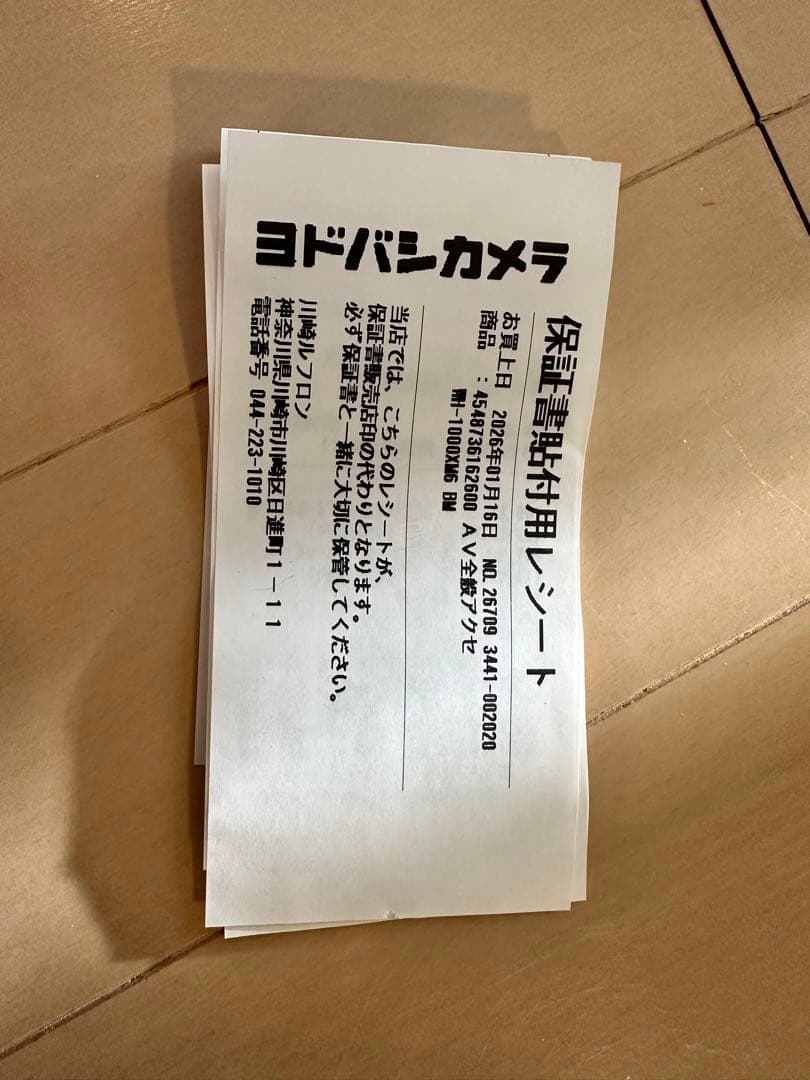 ヨドバシカメラ
保証書貼付用レシート
お買上日 2026年01月16日 NO.26709 3441-002020
商品 :4548736162600 AV全般アクセ
WH-1000XM6 BM
当店では、こちらのレシートが、
保証書販売店印の代わりとなります。
必ず保証書と一緒に大切に保管してください。
川崎ルフロン
神奈川県川崎市川崎区日進町1-11
電話番号 044-223-1010